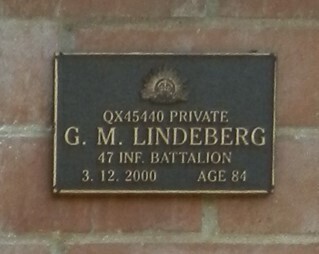 QX45440 PRIVATE
G. M. LINDEBERG
47 INF. BATTALION
3. 12. 2000 AGE 84